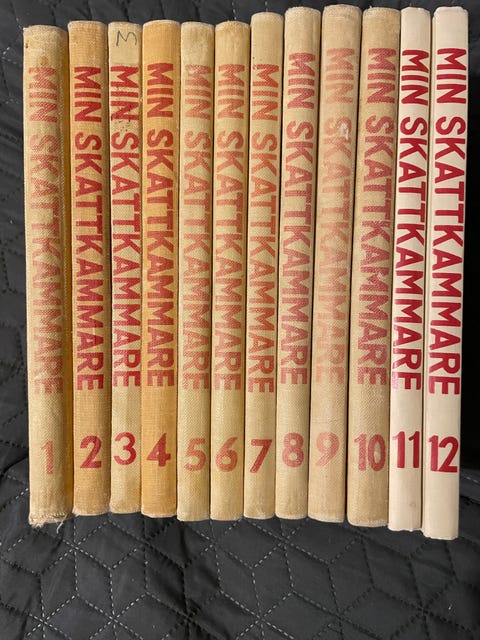 MIN SKATTKAMMARE 1
MIN SKATTKAMMARE 2
3
MIN SKATTKAMMARE 3
MIN SKATTKAMMARE 4
MIN SKATTKAMMARE 5
MIN SKATTKAMMARE 6
MIN SKATTKAMMARE 7
MIN SKATTKAMMARE 8
MIN SKATTKAMMARE 9
MIN SKATTKAMMARE 10
MIN SKATTKAMMARE 11
MIN SKATTKAMMARE 12